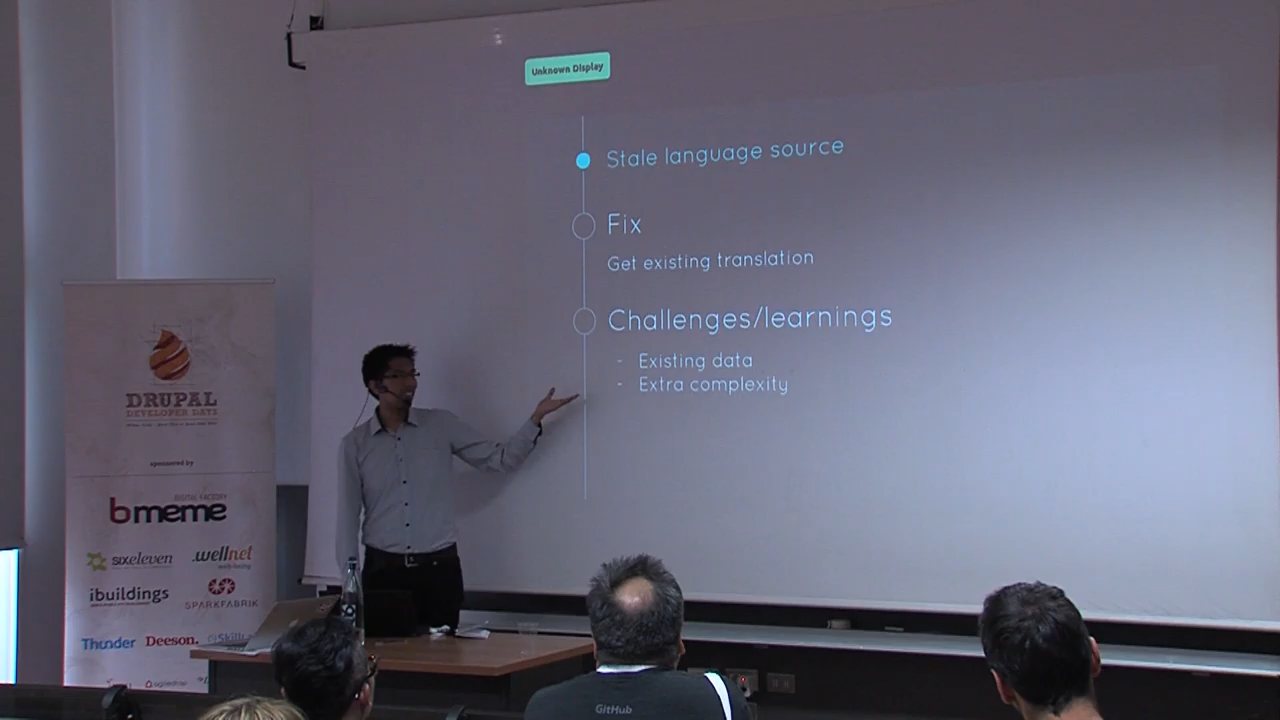 Unknown Display
Stale language source
Fix
Get existing translation
Challenges/learnings
- Existing data
- Extra complexity
DRUPAL
DEVELOPER DAYS
sponsored by
DIGITAL FACTORY
bmeme
sixeleven
.wellnet
ibuildings
SPARKFABRIK
Thunder
Deeson.
GitHub